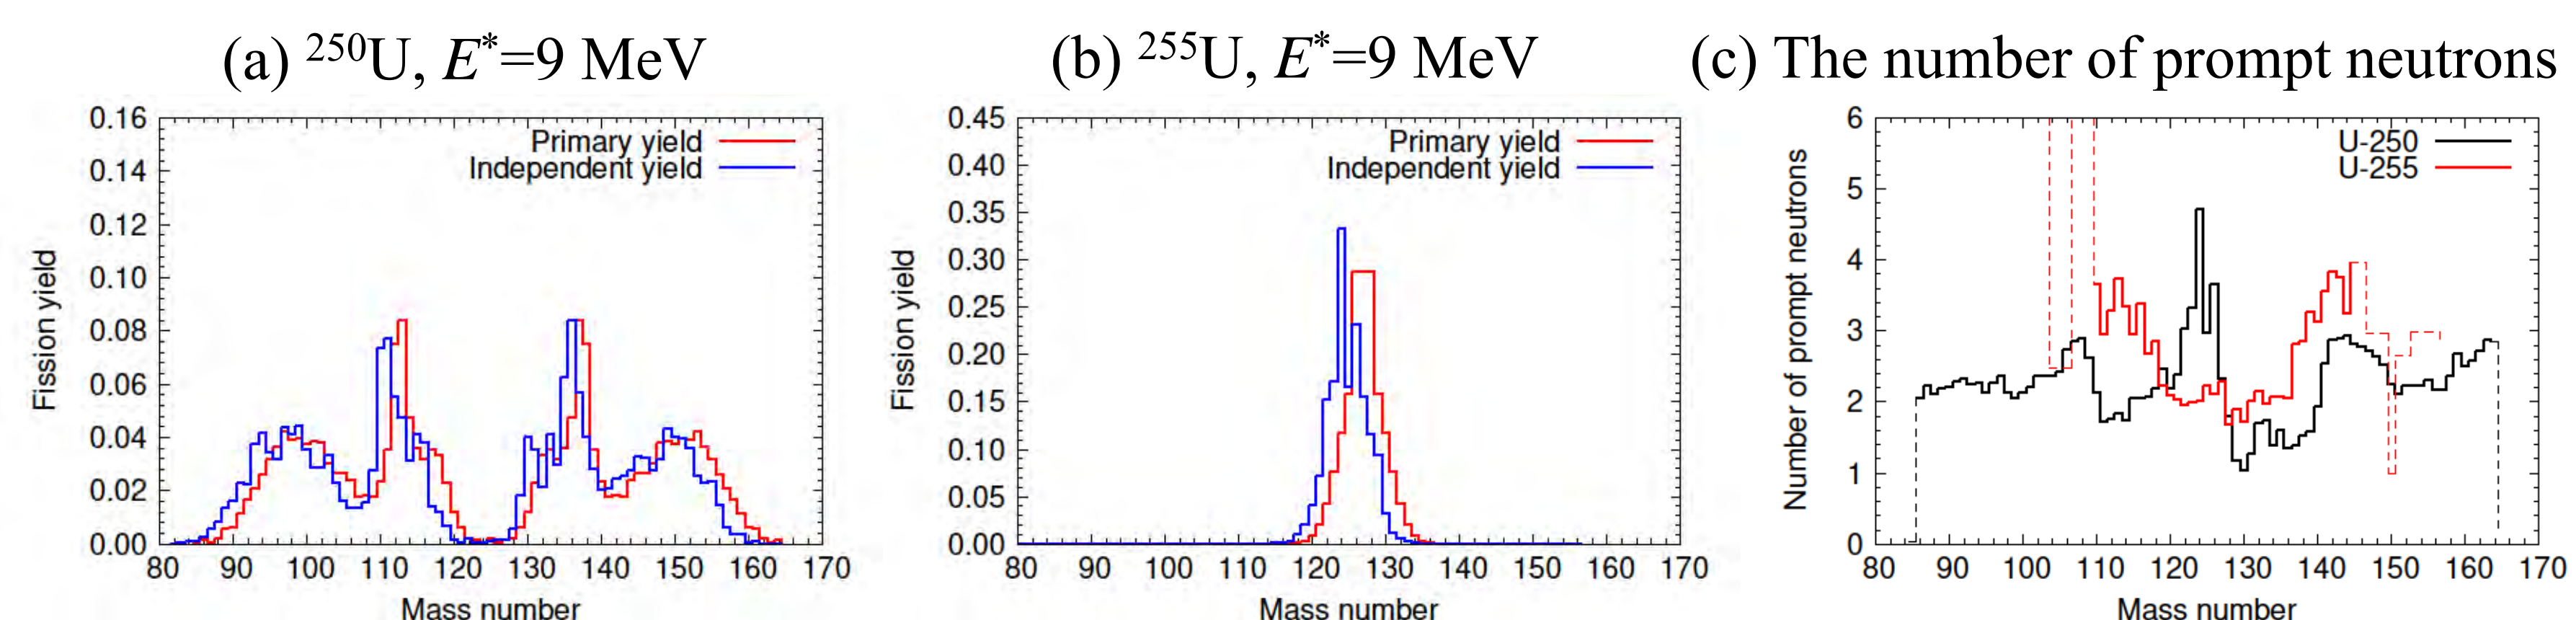 (a) ²⁵⁰U, E*=9 MeV
0.16
0.14
0.12
0.10
0.08
0.06
0.04
0.02
0.00
Fission yield
Primary yield
Independent yield
80 90 100 110 120 130 140 150 160 170
Mass number
(b) ²⁵⁵U, E*=9 MeV
0.45
0.40
0.35
0.30
0.25
0.20
0.15
0.10
0.05
0.00
Fission yield
Primary yield
Independent yield
80 90 100 110 120 130 140 150 160 170
Mass number
(c) The number of prompt neutrons
6
5
4
3
2
1
0
Number of prompt neutrons
U-250
U-255
80 90 100 110 120 130 140 150 160 170
Mass number